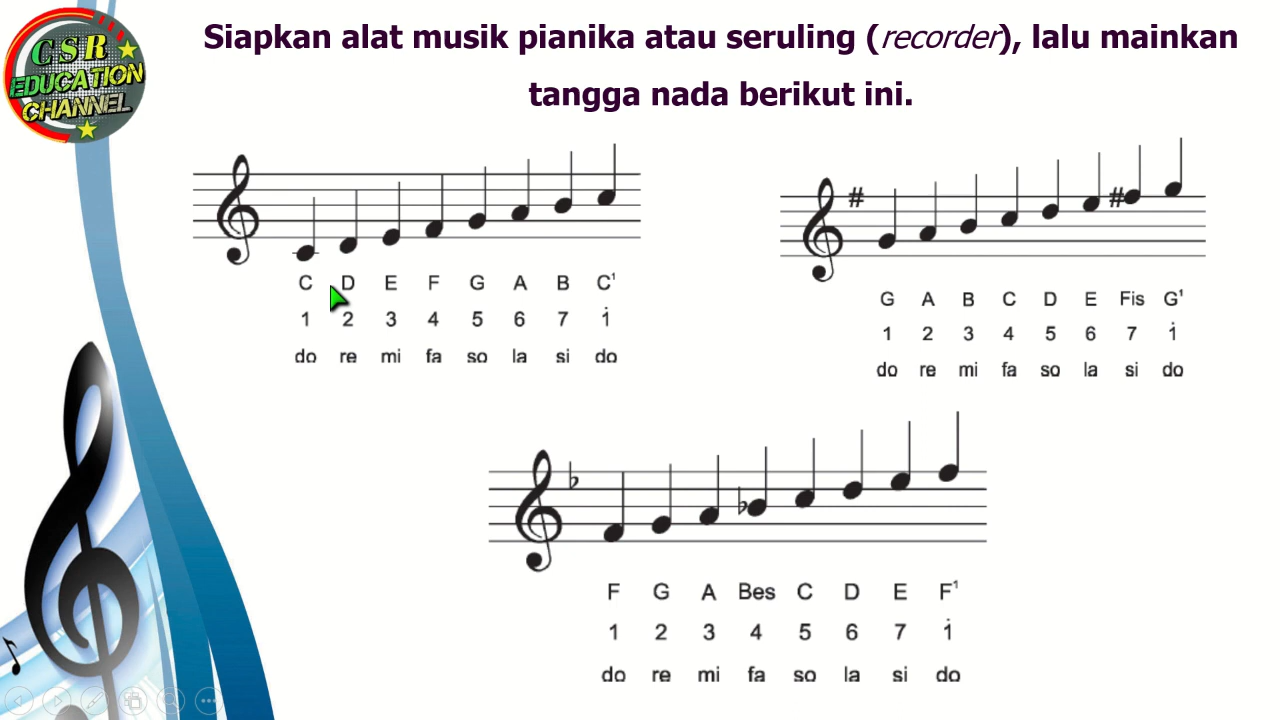 CSR
EDUCATION
CHANNEL
Siapkan alat musik pianika atau seruling (recorder), lalu mainkan
tangga nada berikut ini.
C D E F G A B C¹
1 2 3 4 5 6 7 1̇
do re mi fa so la si do
G A B C D E Fis G¹
1 2 3 4 5 6 7 1̇
do re mi fa so la si do
F G A Bes C D E F¹
1 2 3 4 5 6 7 1̇
do re mi fa so la si do